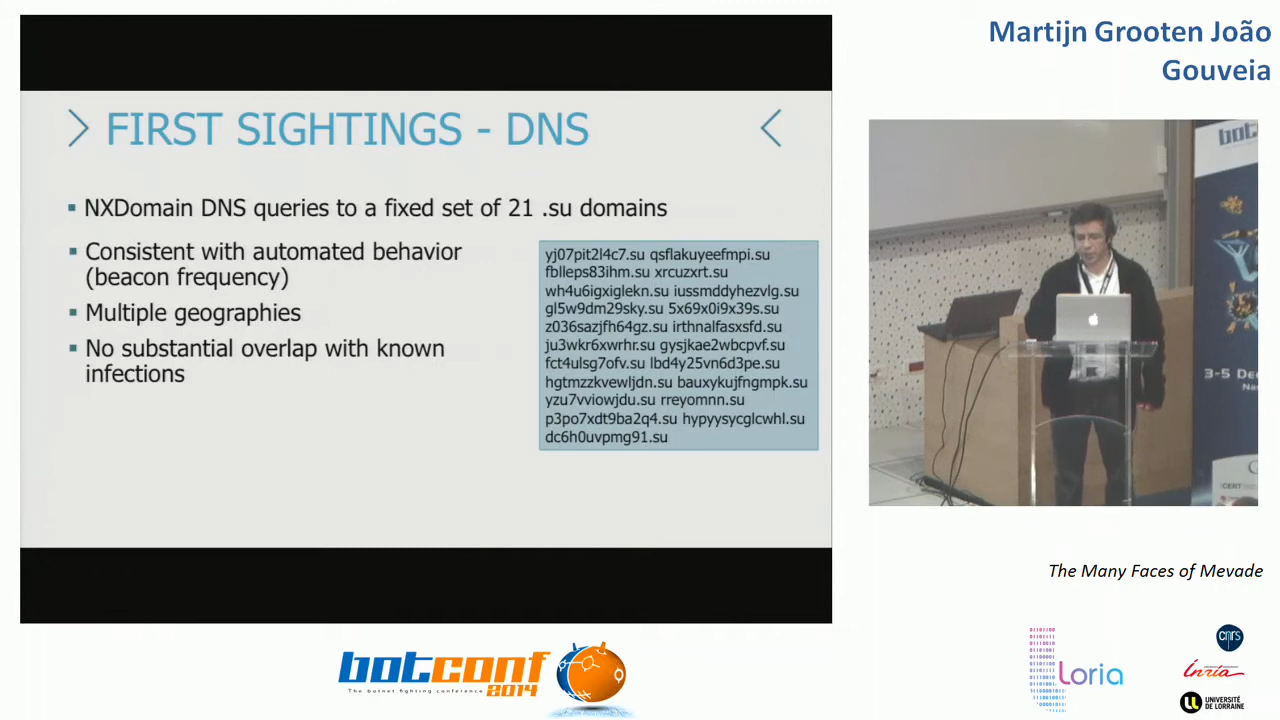 Martijn Grooten João
Gouveia
FIRST SIGHTINGS - DNS
NXDomain DNS queries to a fixed set of 21 .su domains
Consistent with automated behavior
(beacon frequency)
Multiple geographies
No substantial overlap with known
infections
yj07pit2l4c7.su qsflakuyeefmpi.su
fblleps83ihm.su xrcuzxrt.su
wh4u6igxiglekn.su iussmddyhezvlg.su
gl5w9dm29sky.su 5x69x0i9x39s.su
z036sazjfh64gz.su irthnalfasxsfd.su
ju3wkr6xwrhr.su gysjkae2wbcpvf.su
fct4ulsg7ofv.su lbd4y25vn6d3pe.su
hgtmzzkvewljdn.su bauxykujfngmpk.su
yzu7vviowjdu.su rreyomnn.su
p3po7xdt9ba2q4.su hypyysycglcwhl.su
dc6h0uvpmg91.su
bot
3-5 Dec
CERT
The Many Faces of Mevade
botconf
The botnet fighting conference
2014
Loria
cnrs
inria
UNIVERSITÉ
DE LORRAINE